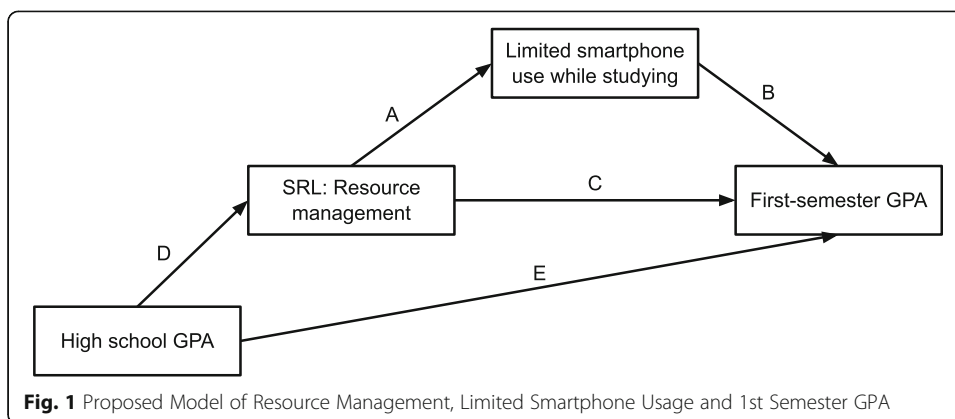 Limited smartphone
use while studying
A
B
SRL: Resource
management
C
First-semester GPA
D
E
High school GPA
Fig. 1 Proposed Model of Resource Management, Limited Smartphone Usage and 1st Semester GPA